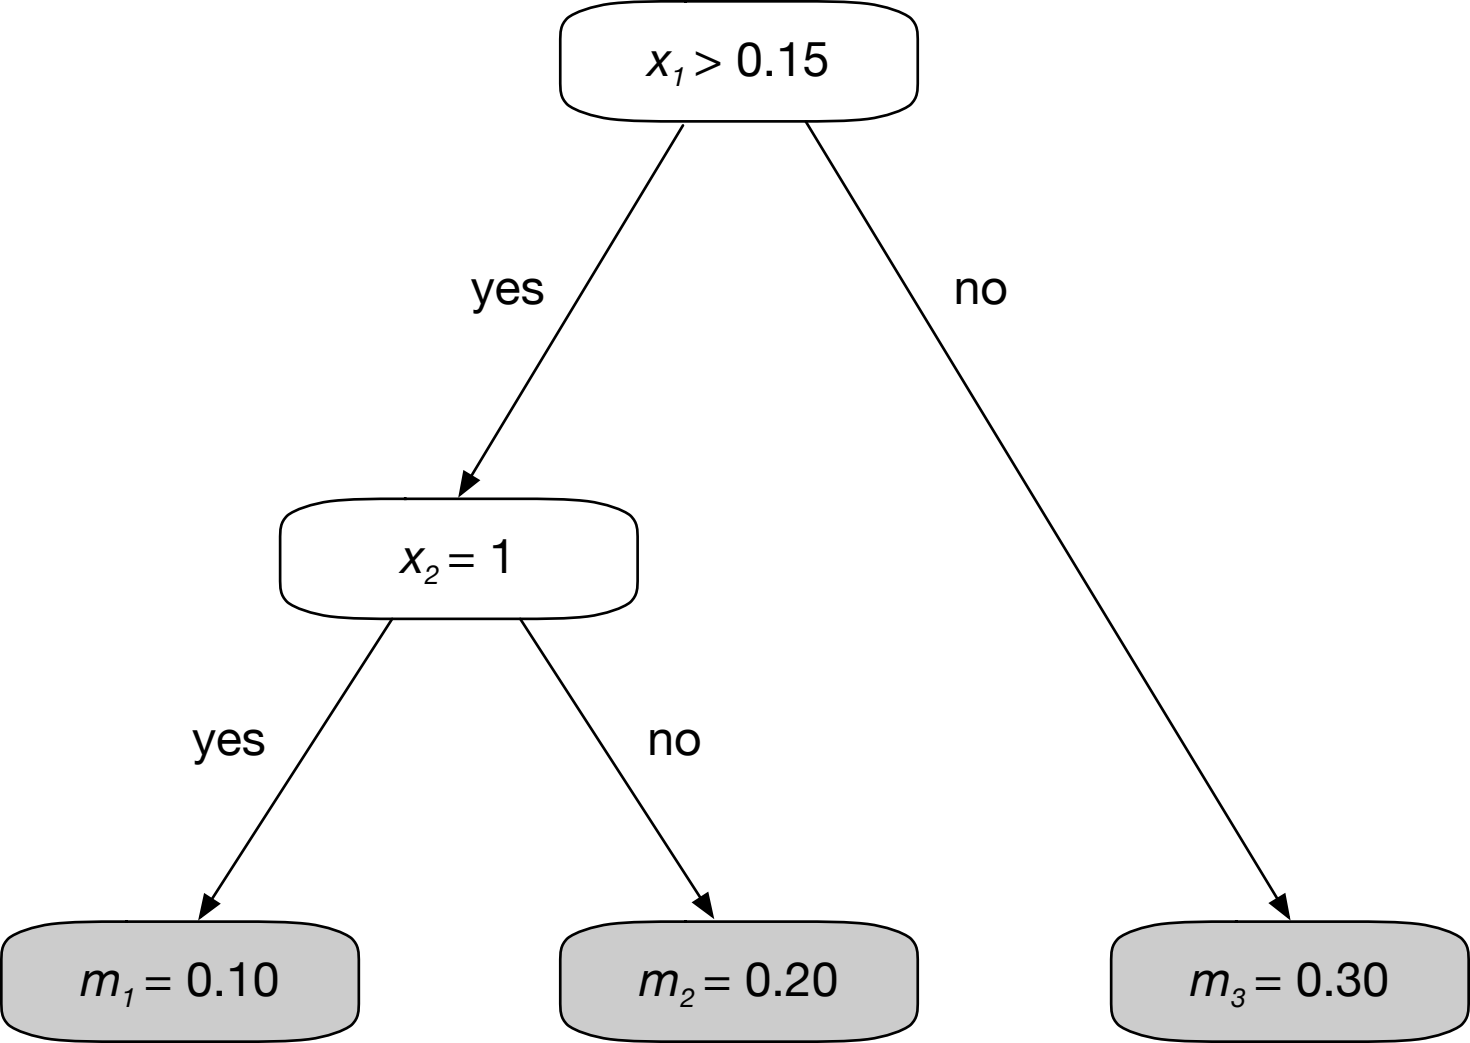 x₁ > 0.15
yes
no
x₂ = 1
yes
no
m₁ = 0.10
m₂ = 0.20
m₃ = 0.30